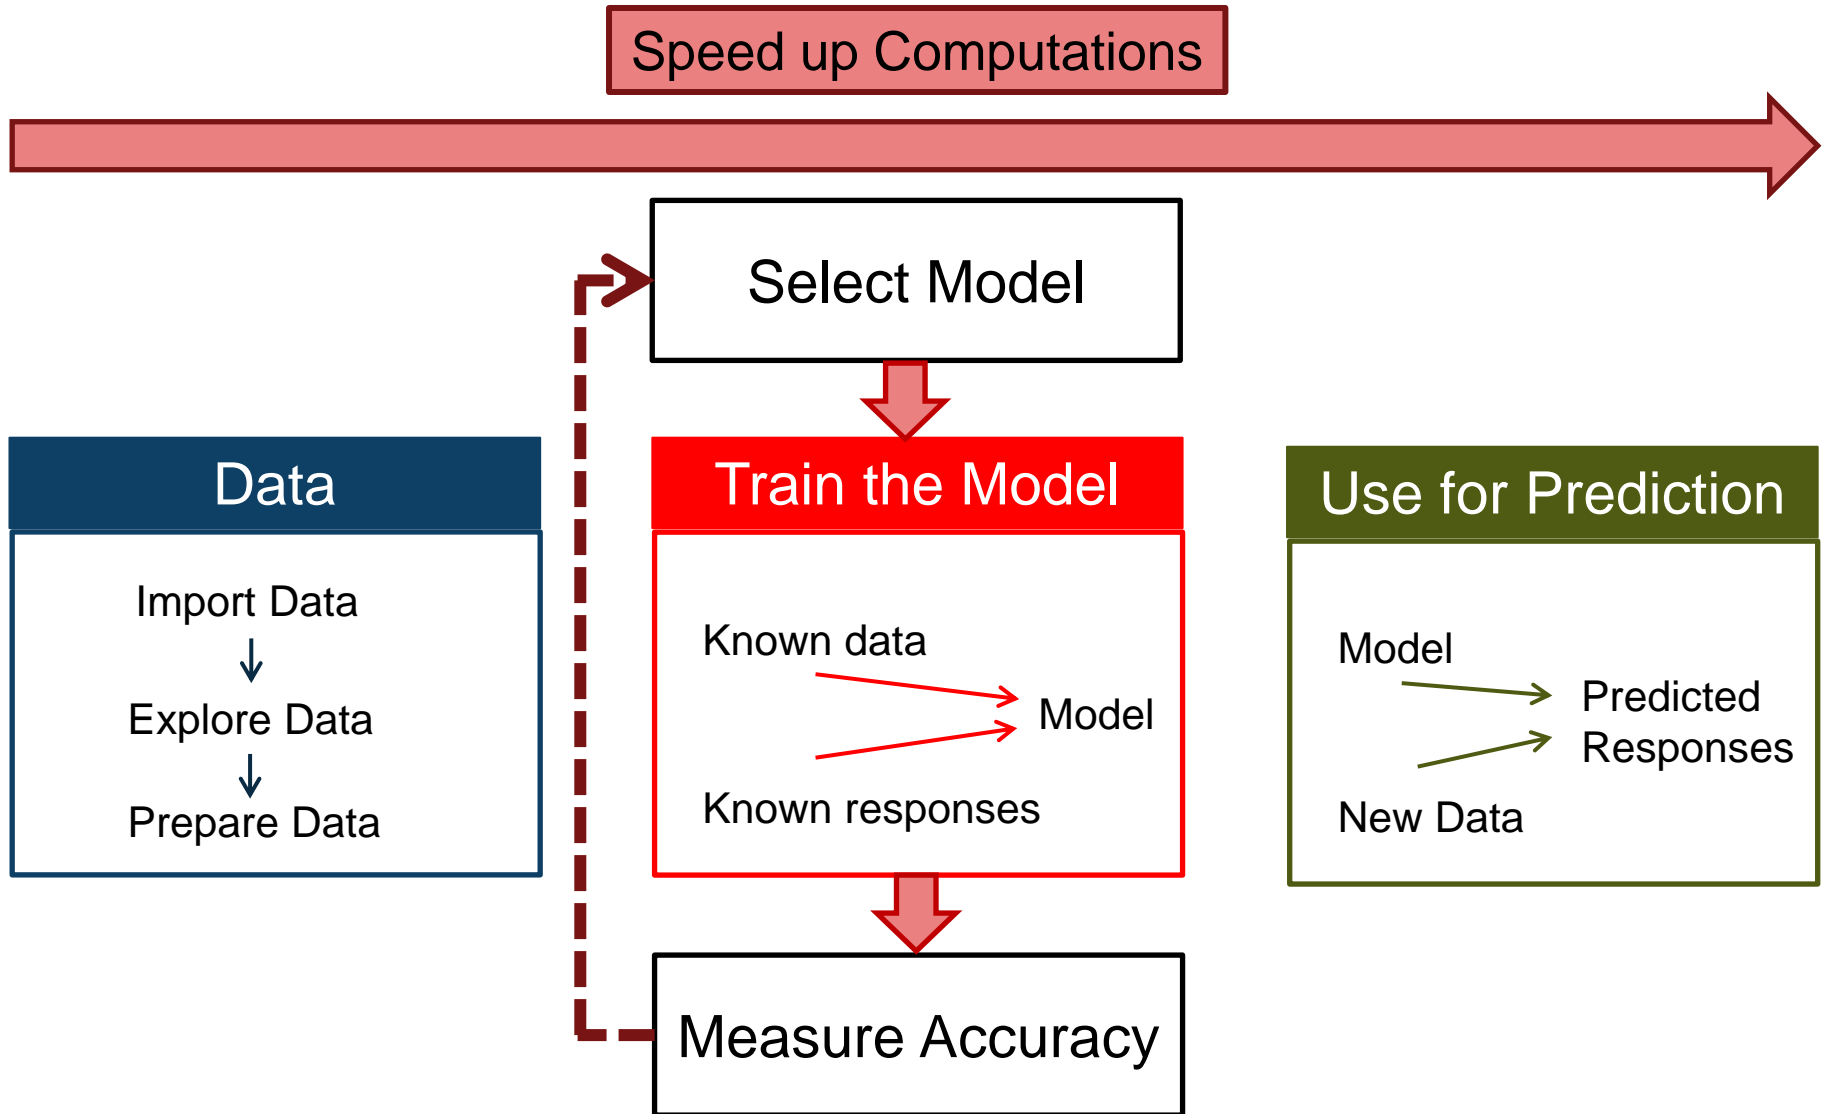 Speed up Computations
Select Model
Data
Import Data
Explore Data
Prepare Data
Train the Model
Known data
Model
Known responses
Measure Accuracy
Use for Prediction
Model
Predicted
Responses
New Data